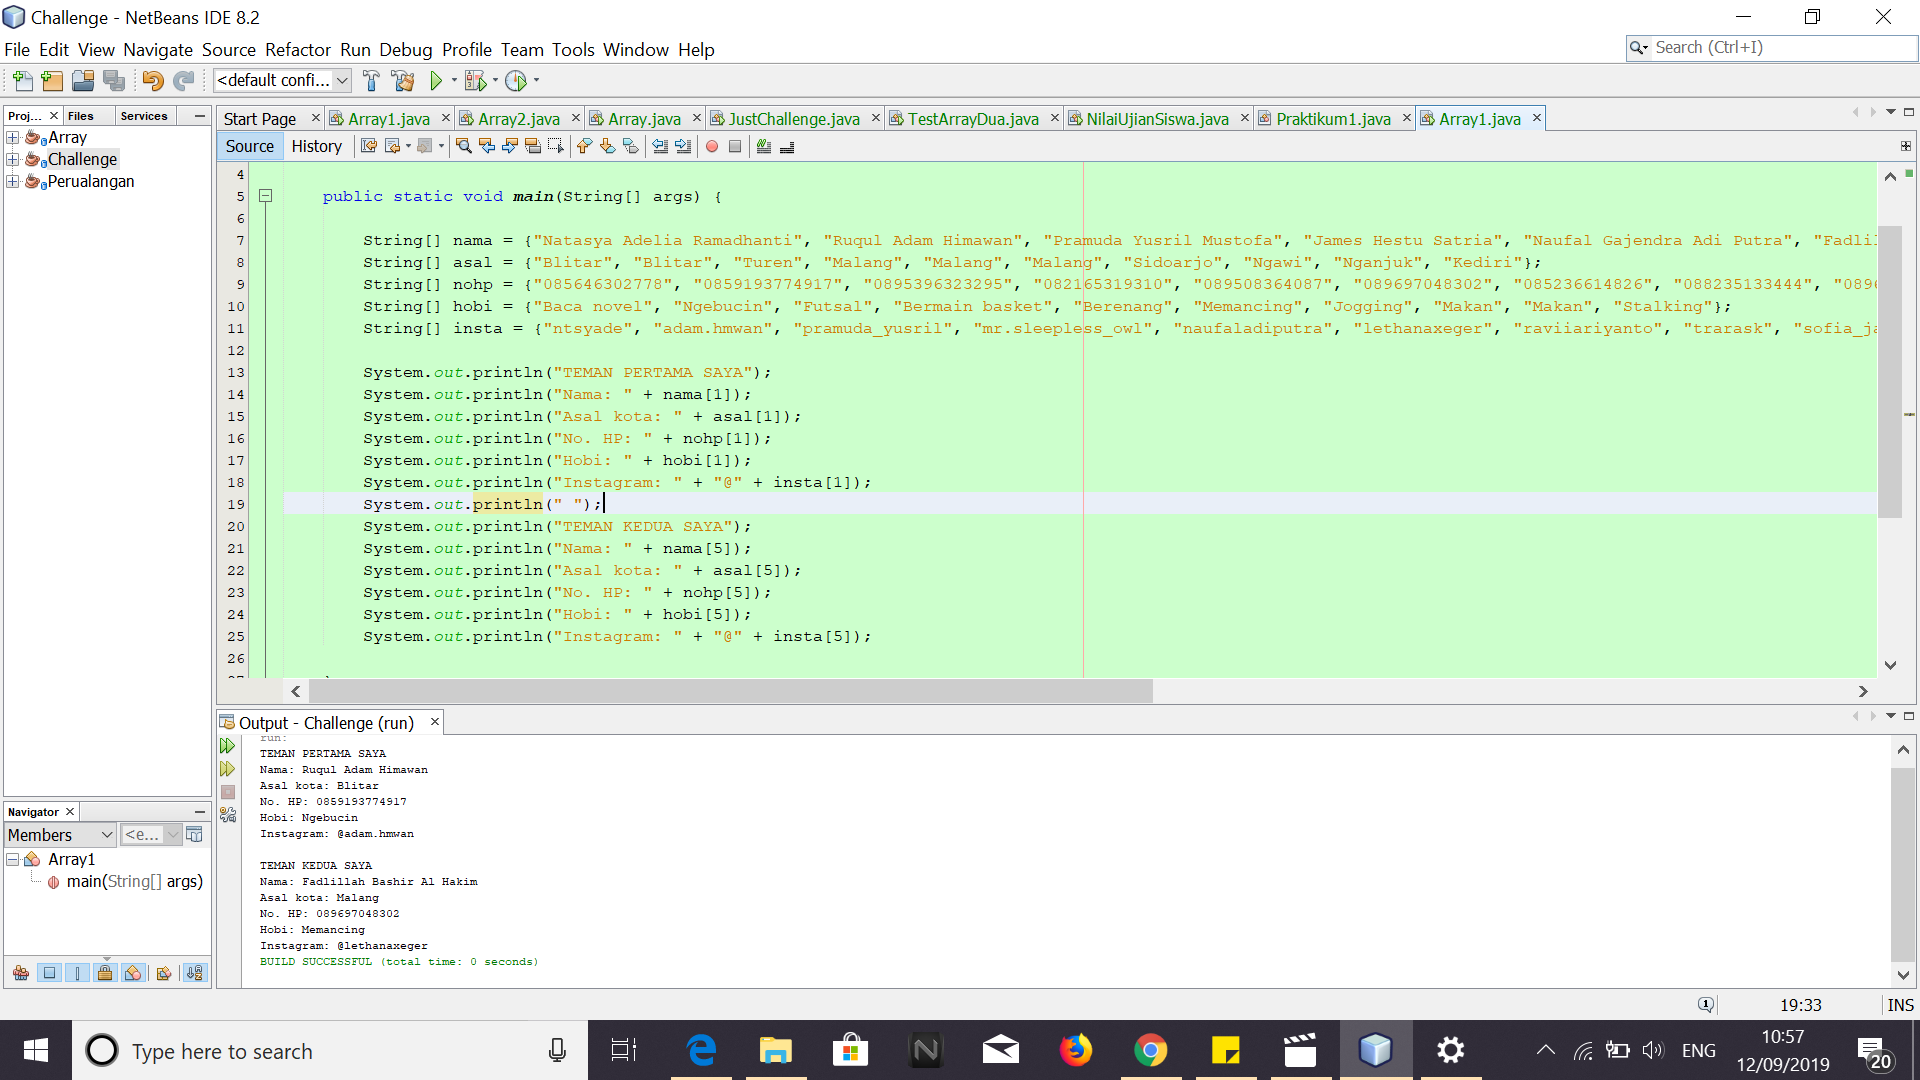 Challenge - NetBeans IDE 8.2
File Edit View Navigate Source Refactor Run Debug Profile Team Tools Window Help
Search (Ctrl+I)
<default confi...
Proj... Files Services
Start Page Array1.java Array2.java Array.java JustChallenge.java TestArrayDua.java NilaiUjianSiswa.java Praktikum1.java Array1.java
Array
Challenge
Perualangan
Source History
4
5 public static void main(String[] args) {
6
7 String[] nama = {"Natasya Adelia Ramadhanti", "Ruqul Adam Himawan", "Pramuda Yusril Mustofa", "James Hestu Satria", "Naufal Gajendra Adi Putra", "Fadlil
8 String[] asal = {"Blitar", "Blitar", "Turen", "Malang", "Malang", "Malang", "Sidoarjo", "Ngawi", "Nganjuk", "Kediri"};
9 String[] nohp = {"085646302778", "0859193774917", "0895396323295", "082165319310", "089508364087", "089697048302", "085236614826", "088235133444", "089
10 String[] hobi = {"Baca novel", "Ngebucin", "Futsal", "Bermain basket", "Berenang", "Memancing", "Jogging", "Makan", "Makan", "Stalking"};
11 String[] insta = {"ntsyade", "adam.hmwan", "pramuda_yusril", "mr.sleepless_owl", "naufaladiputra", "lethanaxeger", "raviiariyanto", "trarask", "sofia_ja
12
13 System.out.println("TEMAN PERTAMA SAYA");
14 System.out.println("Nama: " + nama[1]);
15 System.out.println("Asal kota: " + asal[1]);
16 System.out.println("No. HP: " + nohp[1]);
17 System.out.println("Hobi: " + hobi[1]);
18 System.out.println("Instagram: " + "@" + insta[1]);
19 System.out.println(" ");
20 System.out.println("TEMAN KEDUA SAYA");
21 System.out.println("Nama: " + nama[5]);
22 System.out.println("Asal kota: " + asal[5]);
23 System.out.println("No. HP: " + nohp[5]);
24 System.out.println("Hobi: " + hobi[5]);
25 System.out.println("Instagram: " + "@" + insta[5]);
26
Output - Challenge (run)
run:
TEMAN PERTAMA SAYA
Nama: Ruqul Adam Himawan
Asal kota: Blitar
No. HP: 0859193774917
Hobi: Ngebucin
Instagram: @adam.hmwan
TEMAN KEDUA SAYA
Nama: Fadlillah Bashir Al Hakim
Asal kota: Malang
No. HP: 089697048302
Hobi: Memancing
Instagram: @lethanaxeger
BUILD SUCCESSFUL (total time: 0 seconds)
Navigator
Members <e...
Array1
main(String[] args)
19:33 INS
Type here to search
ENG
10:57
12/09/2019
20